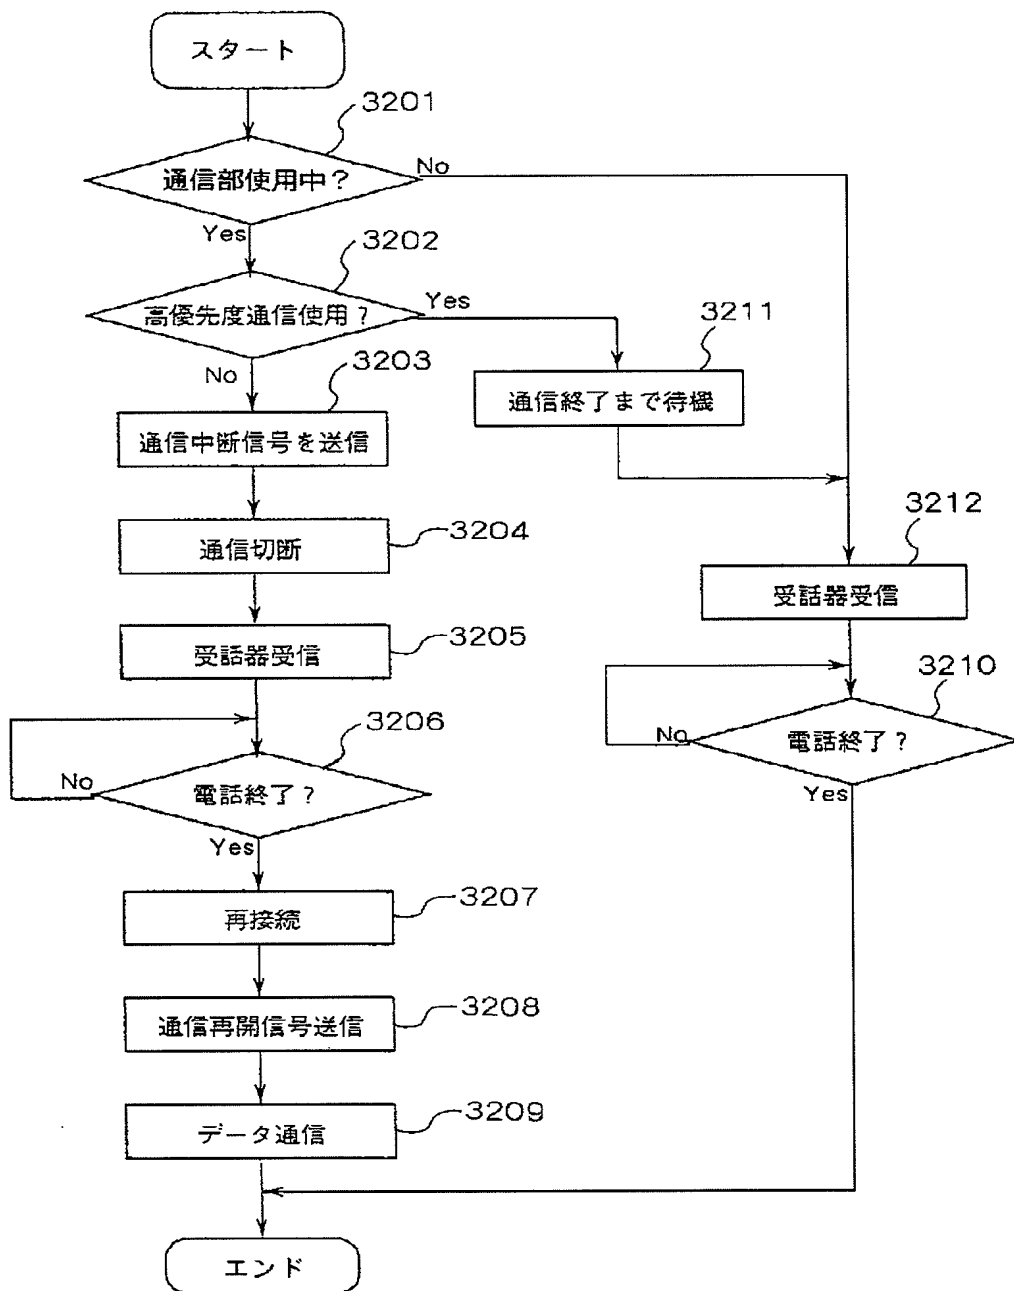 スタート
3201
通信部使用中？
No
Yes
3202
高優先度通信使用？
Yes
No
3203
通信中断信号を送信
3211
通信終了まで待機
3204
通信切断
3212
受話器受信
3205
受話器受信
3210
電話終了？
No
Yes
3206
電話終了？
No
Yes
3207
再接続
3208
通信再開信号送信
3209
データ通信
エンド